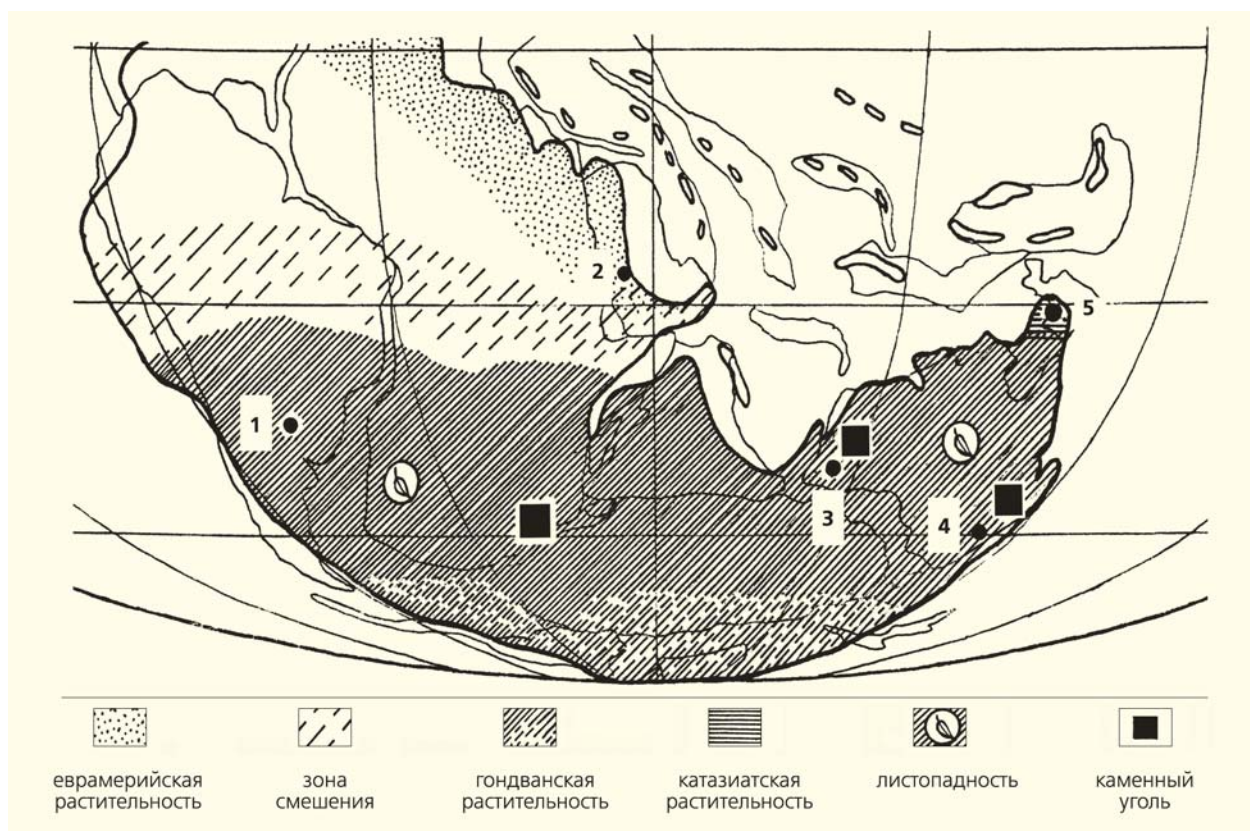 2
5
1
3
4
еврамерийская
растительность
зона
смешения
гондванская
растительность
катазиатская
растительность
листопадность
каменный
уголь